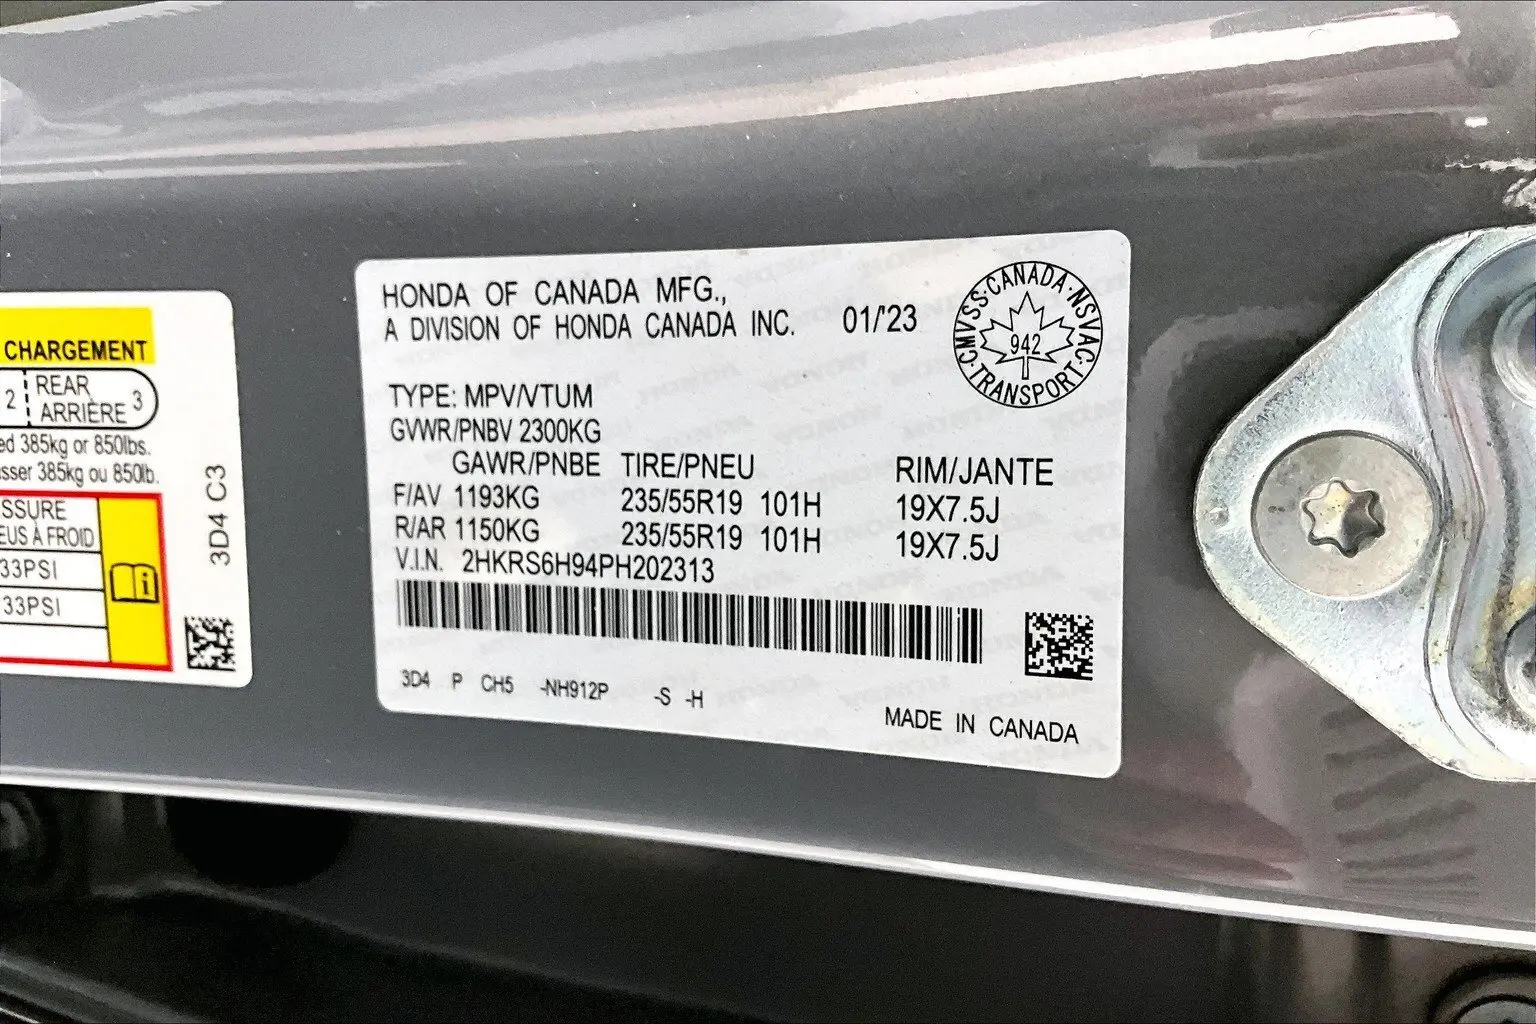 CHARGEMENT
2 REAR ARRIÈRE 3
ed 385kg or 850lbs.
sser 385kg ou 850lb.
SSURE
EUS À FROID
33PSI
33PSI
3D4 C3
HONDA OF CANADA MFG.,
A DIVISION OF HONDA CANADA INC. 01/'23
CMVSS·CANADA·NSVAC·TRANSPORT·
942
TYPE: MPV/VTUM
GVWR/PNBV 2300KG
GAWR/PNBE TIRE/PNEU RIM/JANTE
F/AV 1193KG 235/55R19 101H 19X7.5J
R/AR 1150KG 235/55R19 101H 19X7.5J
V.I.N. 2HKRS6H94PH202313
3D4 P CH5 -NH912P -S -H
MADE IN CANADA